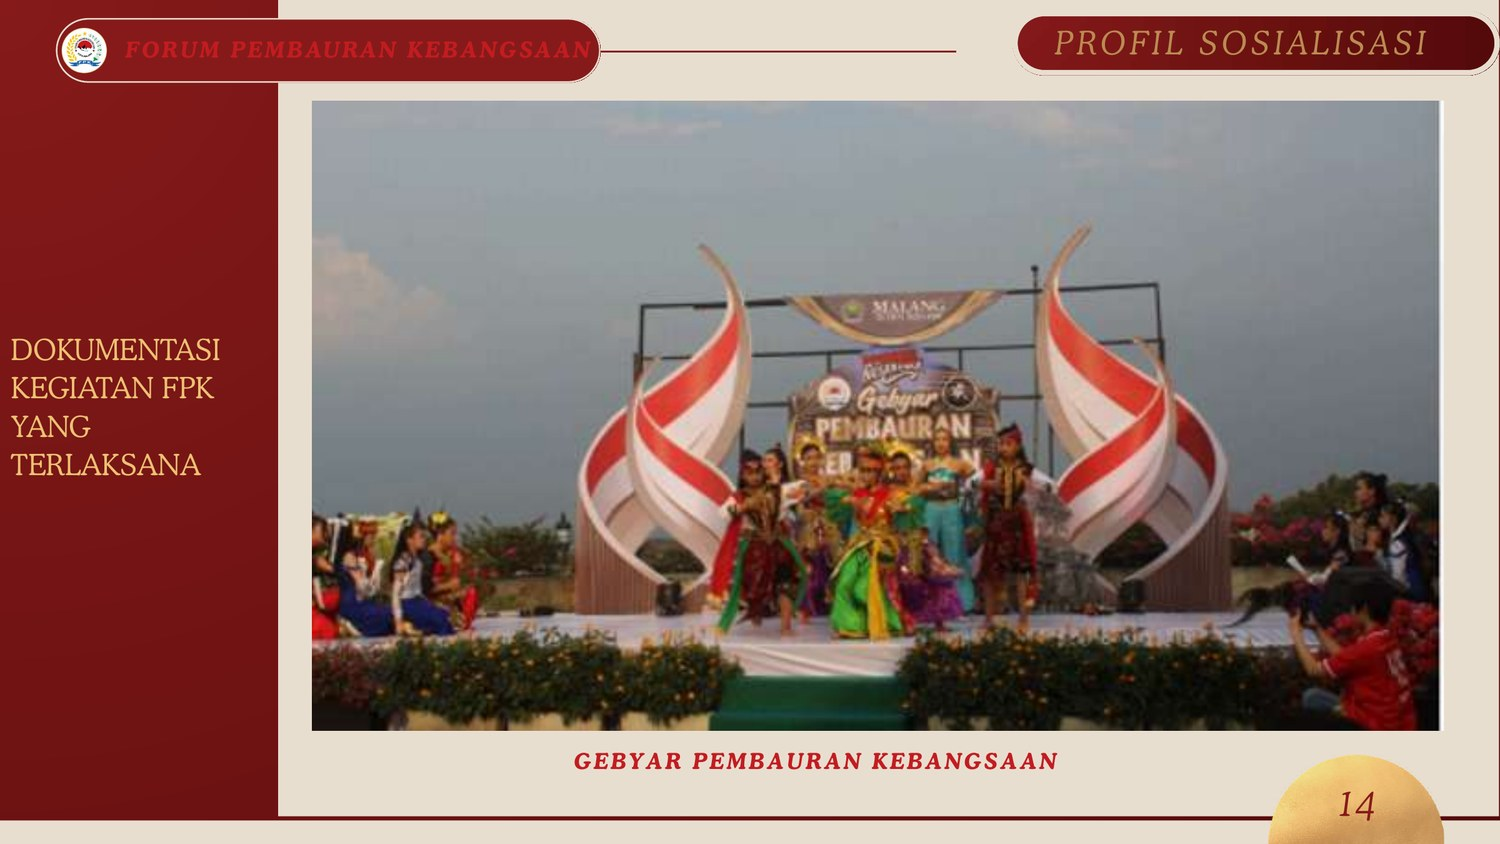 FORUM PEMBAURAN KEBANGSAAN
PROFIL SOSIALISASI
DOKUMENTASI
KEGIATAN FPK
YANG
TERLAKSANA
MALANG
Gebyar
PEMBAURAN
GEBYAR PEMBAURAN KEBANGSAAN
14